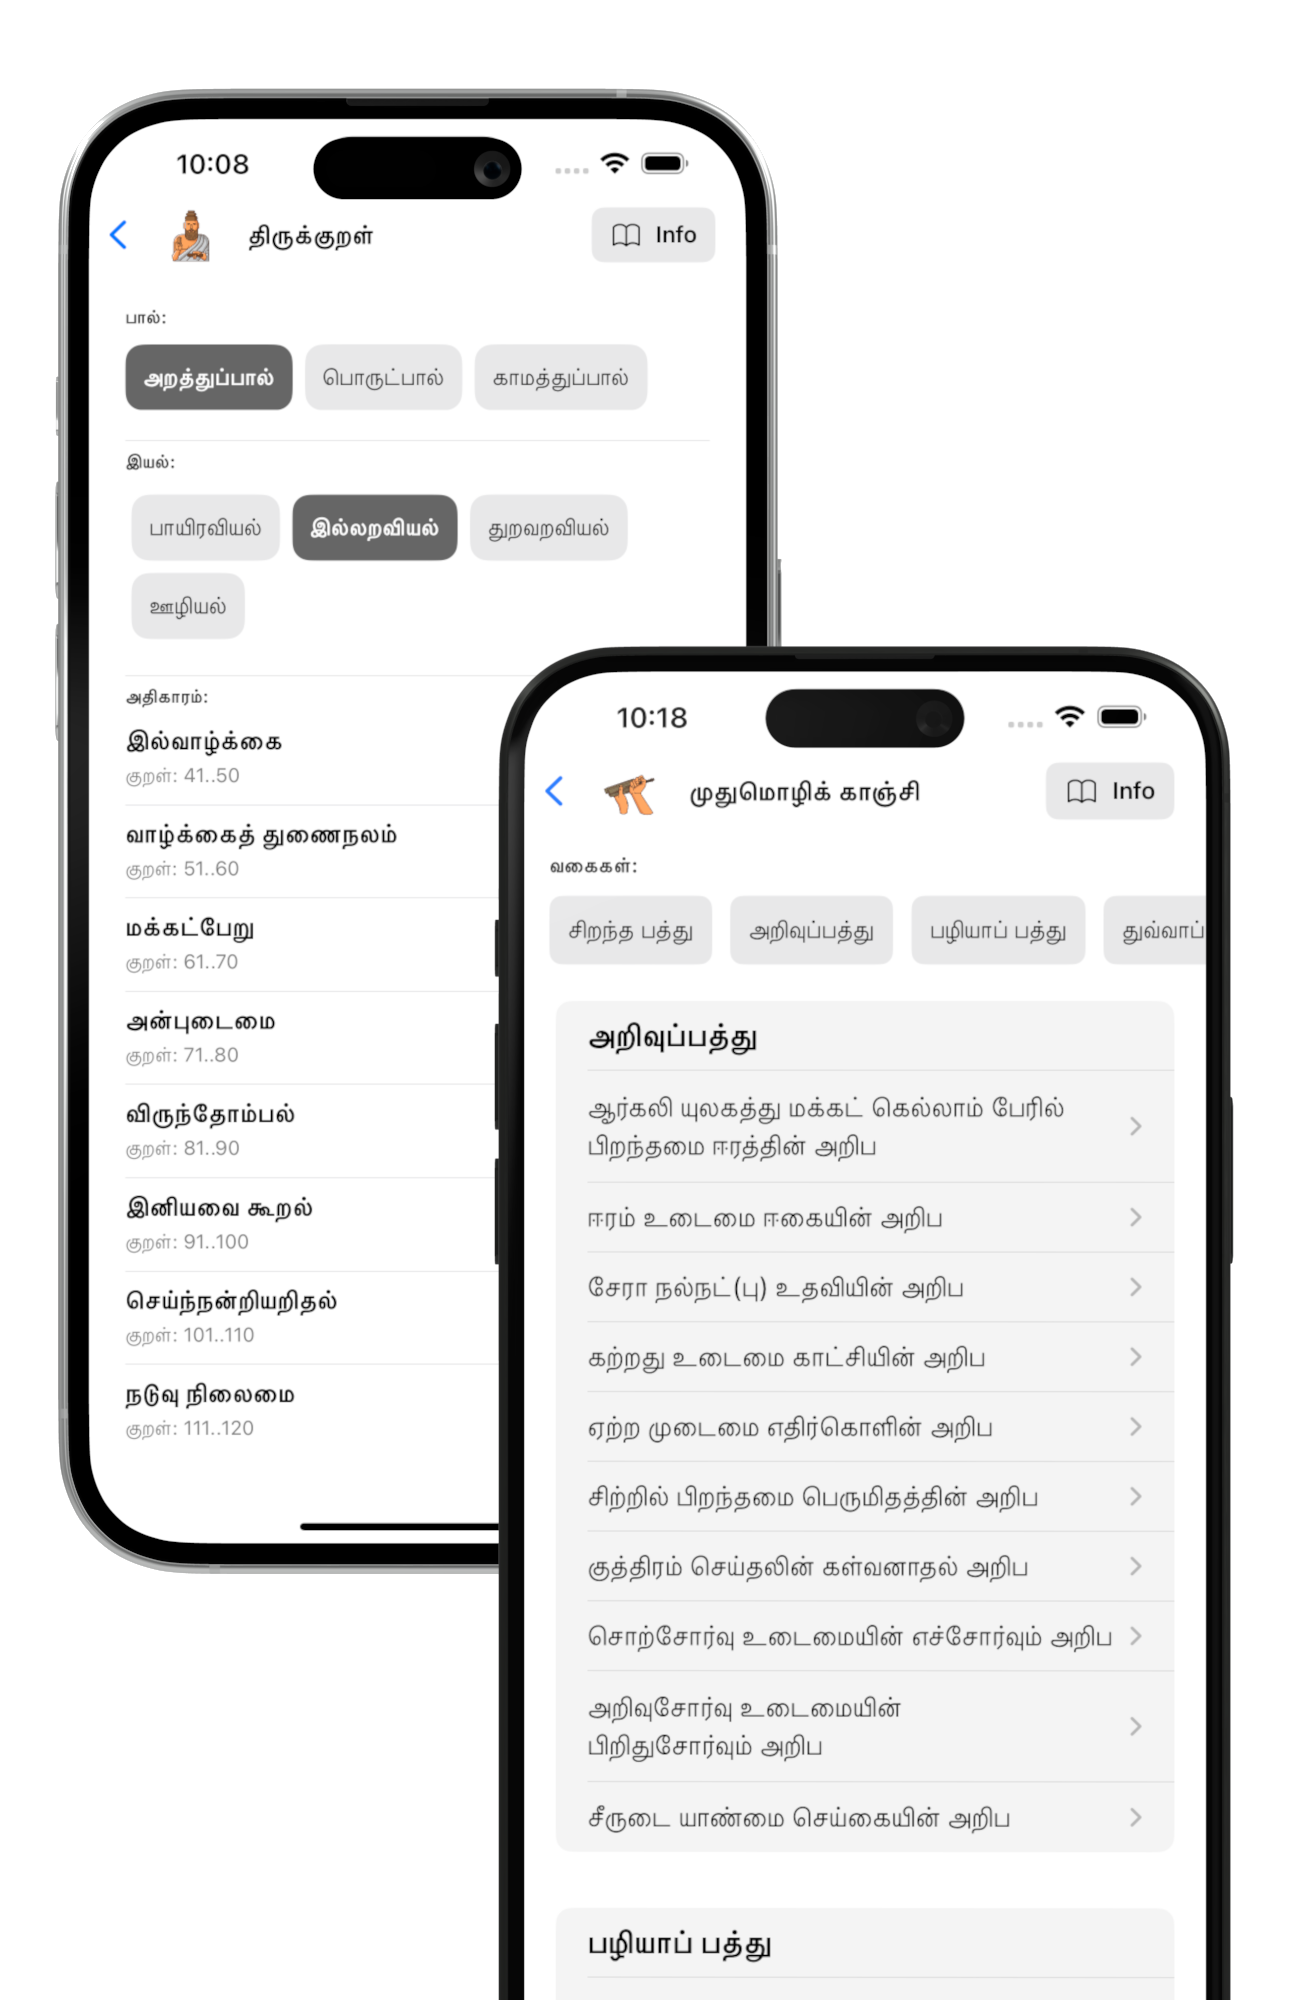 10:08
திருக்குறள்
Info
பால்:
அறத்துப்பால் பொருட்பால் காமத்துப்பால்
இயல்:
பாயிரவியல் இல்லறவியல் துறவறவியல்
ஊழியல்
அதிகாரம்:
இல்வாழ்க்கை
குறள்: 41..50
வாழ்க்கைத் துணைநலம்
குறள்: 51..60
மக்கட்பேறு
குறள்: 61..70
அன்புடைமை
குறள்: 71..80
விருந்தோம்பல்
குறள்: 81..90
இனியவை கூறல்
குறள்: 91..100
செய்ந்நன்றியறிதல்
குறள்: 101..110
நடுவு நிலைமை
குறள்: 111..120
10:18
முதுமொழிக் காஞ்சி
Info
வகைகள்:
சிறந்த பத்து அறிவுப்பத்து பழியாப் பத்து துவ்வாப்
அறிவுப்பத்து
ஆர்கலி யுலகத்து மக்கட் கெல்லாம் பேரில்
பிறந்தமை ஈரத்தின் அறிப
ஈரம் உடைமை ஈகையின் அறிப
சேரா நல்நட்(பு) உதவியின் அறிப
கற்றது உடைமை காட்சியின் அறிப
ஏற்ற முடைமை எதிர்கொளின் அறிப
சிற்றில் பிறந்தமை பெருமிதத்தின் அறிப
குத்திரம் செய்தலின் கள்வனாதல் அறிப
சொற்சோர்வு உடைமையின் எச்சோர்வும் அறிப
அறிவுசோர்வு உடைமையின்
பிறிதுசோர்வும் அறிப
சீருடை யாண்மை செய்கையின் அறிப
பழியாப் பத்து